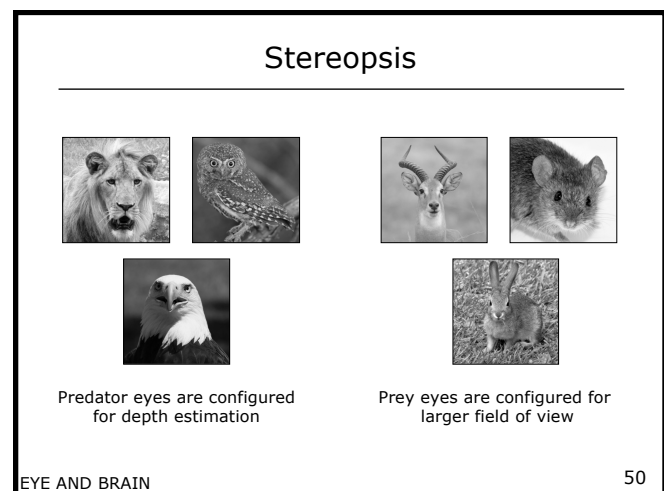 Stereopsis
Predator eyes are configured
for depth estimation
Prey eyes are configured for
larger field of view
EYE AND BRAIN
50